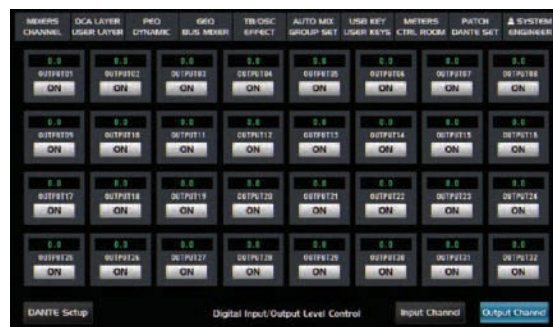 MIXERS DCA LAYER PEQ GEQ TB/OSC AUTO MIX USB KEY METERS PATCH SYSTEM
CHANNEL USER LAYER DYNAMIC BUS MIXER EFFECT GROUP SET USER KEYS CTRL ROOM DANTE SET ENGINEER
0.0 0.0 0.0 0.0 0.0 0.0 0.0 0.0
OUTPUT01 OUTPUT02 OUTPUT03 OUTPUT04 OUTPUT05 OUTPUT06 OUTPUT07 OUTPUT08
ON ON ON ON ON ON ON ON
0.0 0.0 0.0 0.0 0.0 0.0 0.0 0.0
OUTPUT09 OUTPUT10 OUTPUT11 OUTPUT12 OUTPUT13 OUTPUT14 OUTPUT15 OUTPUT16
ON ON ON ON ON ON ON ON
0.0 0.0 0.0 0.0 0.0 0.0 0.0 0.0
OUTPUT17 OUTPUT18 OUTPUT19 OUTPUT20 OUTPUT21 OUTPUT22 OUTPUT23 OUTPUT24
ON ON ON ON ON ON ON ON
0.0 0.0 0.0 0.0 0.0 0.0 0.0 0.0
OUTPUT25 OUTPUT26 OUTPUT27 OUTPUT28 OUTPUT29 OUTPUT30 OUTPUT31 OUTPUT32
ON ON ON ON ON ON ON ON
DANTE Setup Digital Input/Output Level Control Input Channel Output Channel